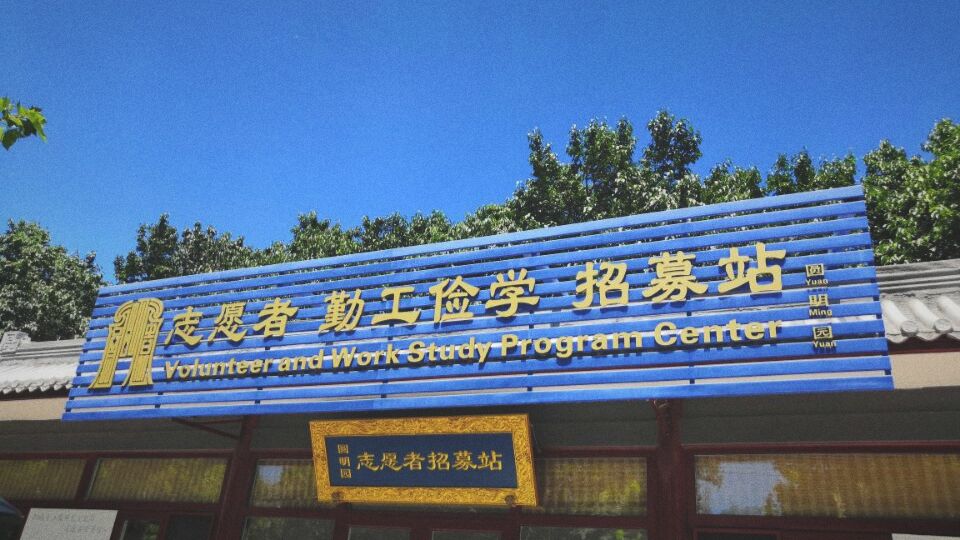 志愿者 勤工俭学 招募站
Volunteer and Work Study Program Center
圆
Yuan
明
Ming
园
Yuan
圆明园
志愿者招募站